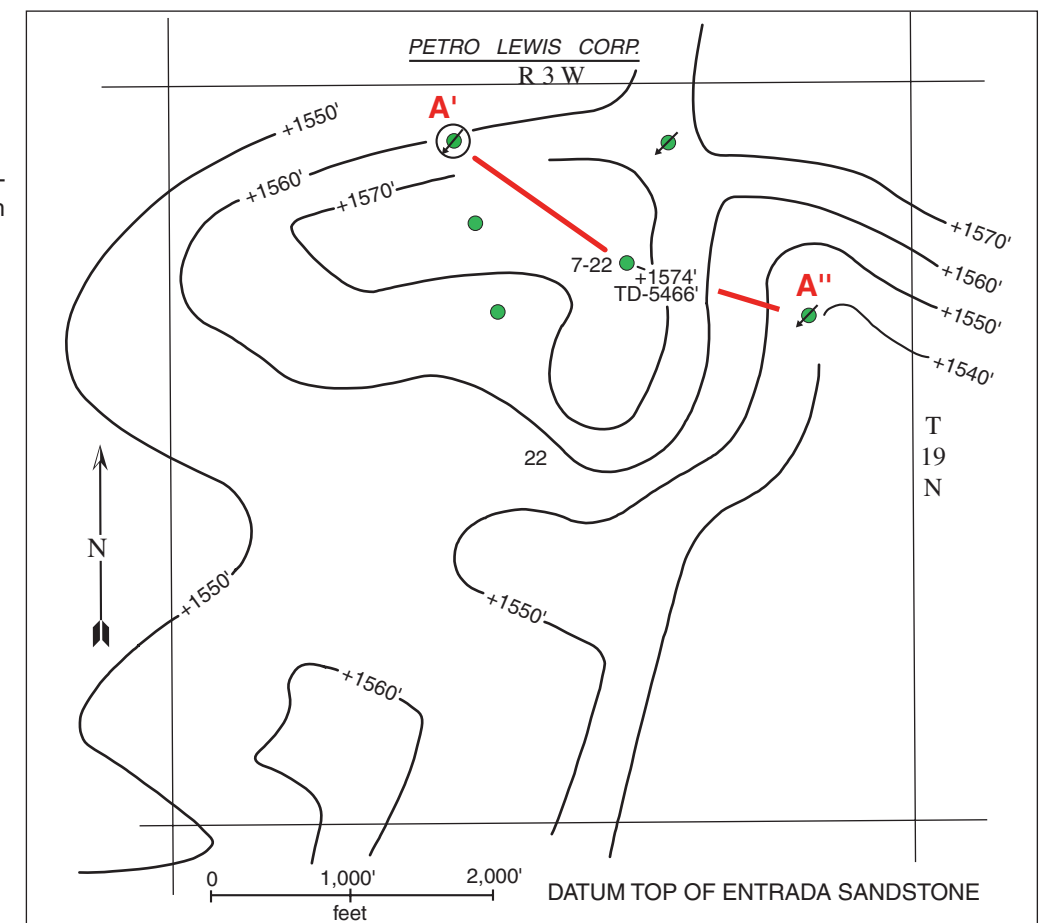 PETRO LEWIS CORP.
R 3 W
A'
+1550'
+1560'
+1570'
7-22
+1574'
TD-5466'
A"
+1570'
+1560'
+1550'
+1540'
T
19
N
22
N
+1550'
+1550'
+1560'
0 1,000' 2,000'
feet
DATUM TOP OF ENTRADA SANDSTONE